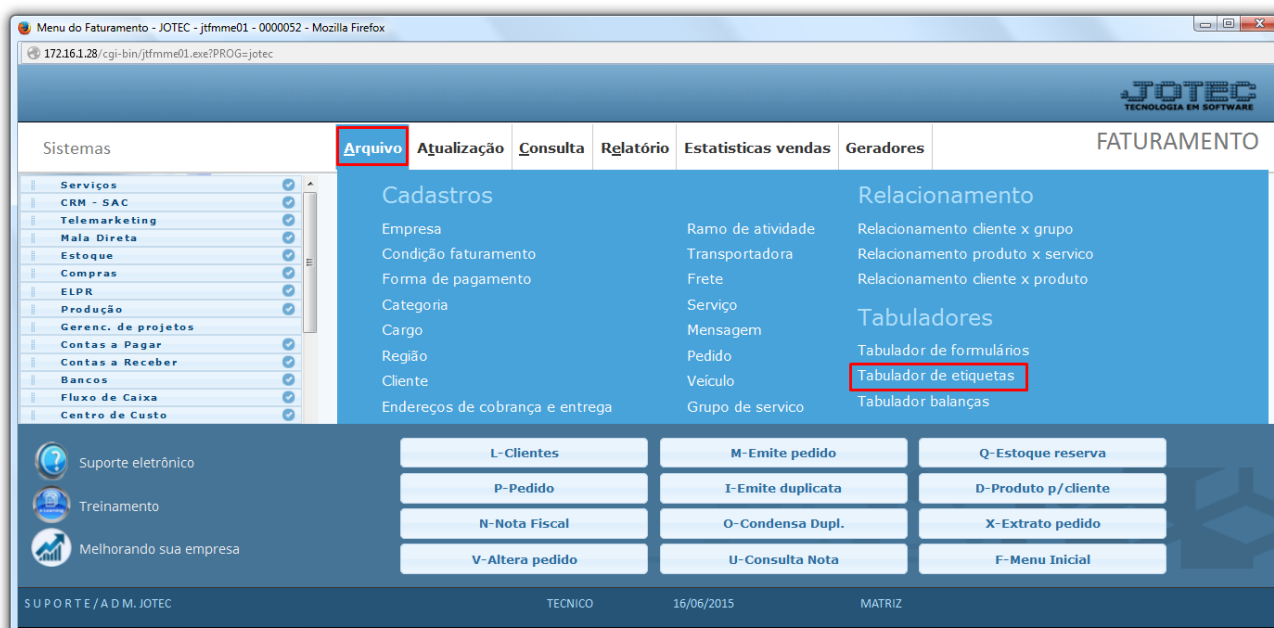 Menu do Faturamento - JOTEC - jtfmme01 - 0000052 - Mozilla Firefox
172.16.1.28/cgi-bin/jtfmme01.exe?PROG=jotec
JOTEC
TECNOLOGIA EM SOFTWARE
Sistemas
Arquivo Atualização Consulta Relatório Estatisticas vendas Geradores
FATURAMENTO
Serviços
CRM - SAC
Telemarketing
Mala Direta
Estoque
Compras
ELPR
Produção
Gerenc. de projetos
Contas a Pagar
Contas a Receber
Bancos
Fluxo de Caixa
Centro de Custo
Cadastros
Empresa
Condição faturamento
Forma de pagamento
Categoria
Cargo
Região
Cliente
Endereços de cobrança e entrega
Ramo de atividade
Transportadora
Frete
Serviço
Mensagem
Pedido
Veículo
Grupo de servico
Relacionamento
Relacionamento cliente x grupo
Relacionamento produto x servico
Relacionamento cliente x produto
Tabuladores
Tabulador de formulários
Tabulador de etiquetas
Tabulador balanças
Suporte eletrônico
Treinamento
Melhorando sua empresa
L-Clientes M-Emite pedido Q-Estoque reserva
P-Pedido I-Emite duplicata D-Produto p/cliente
N-Nota Fiscal O-Condensa Dupl. X-Extrato pedido
V-Altera pedido U-Consulta Nota F-Menu Inicial
S U P O R T E / A D M. JOTEC TECNICO 16/06/2015 MATRIZ